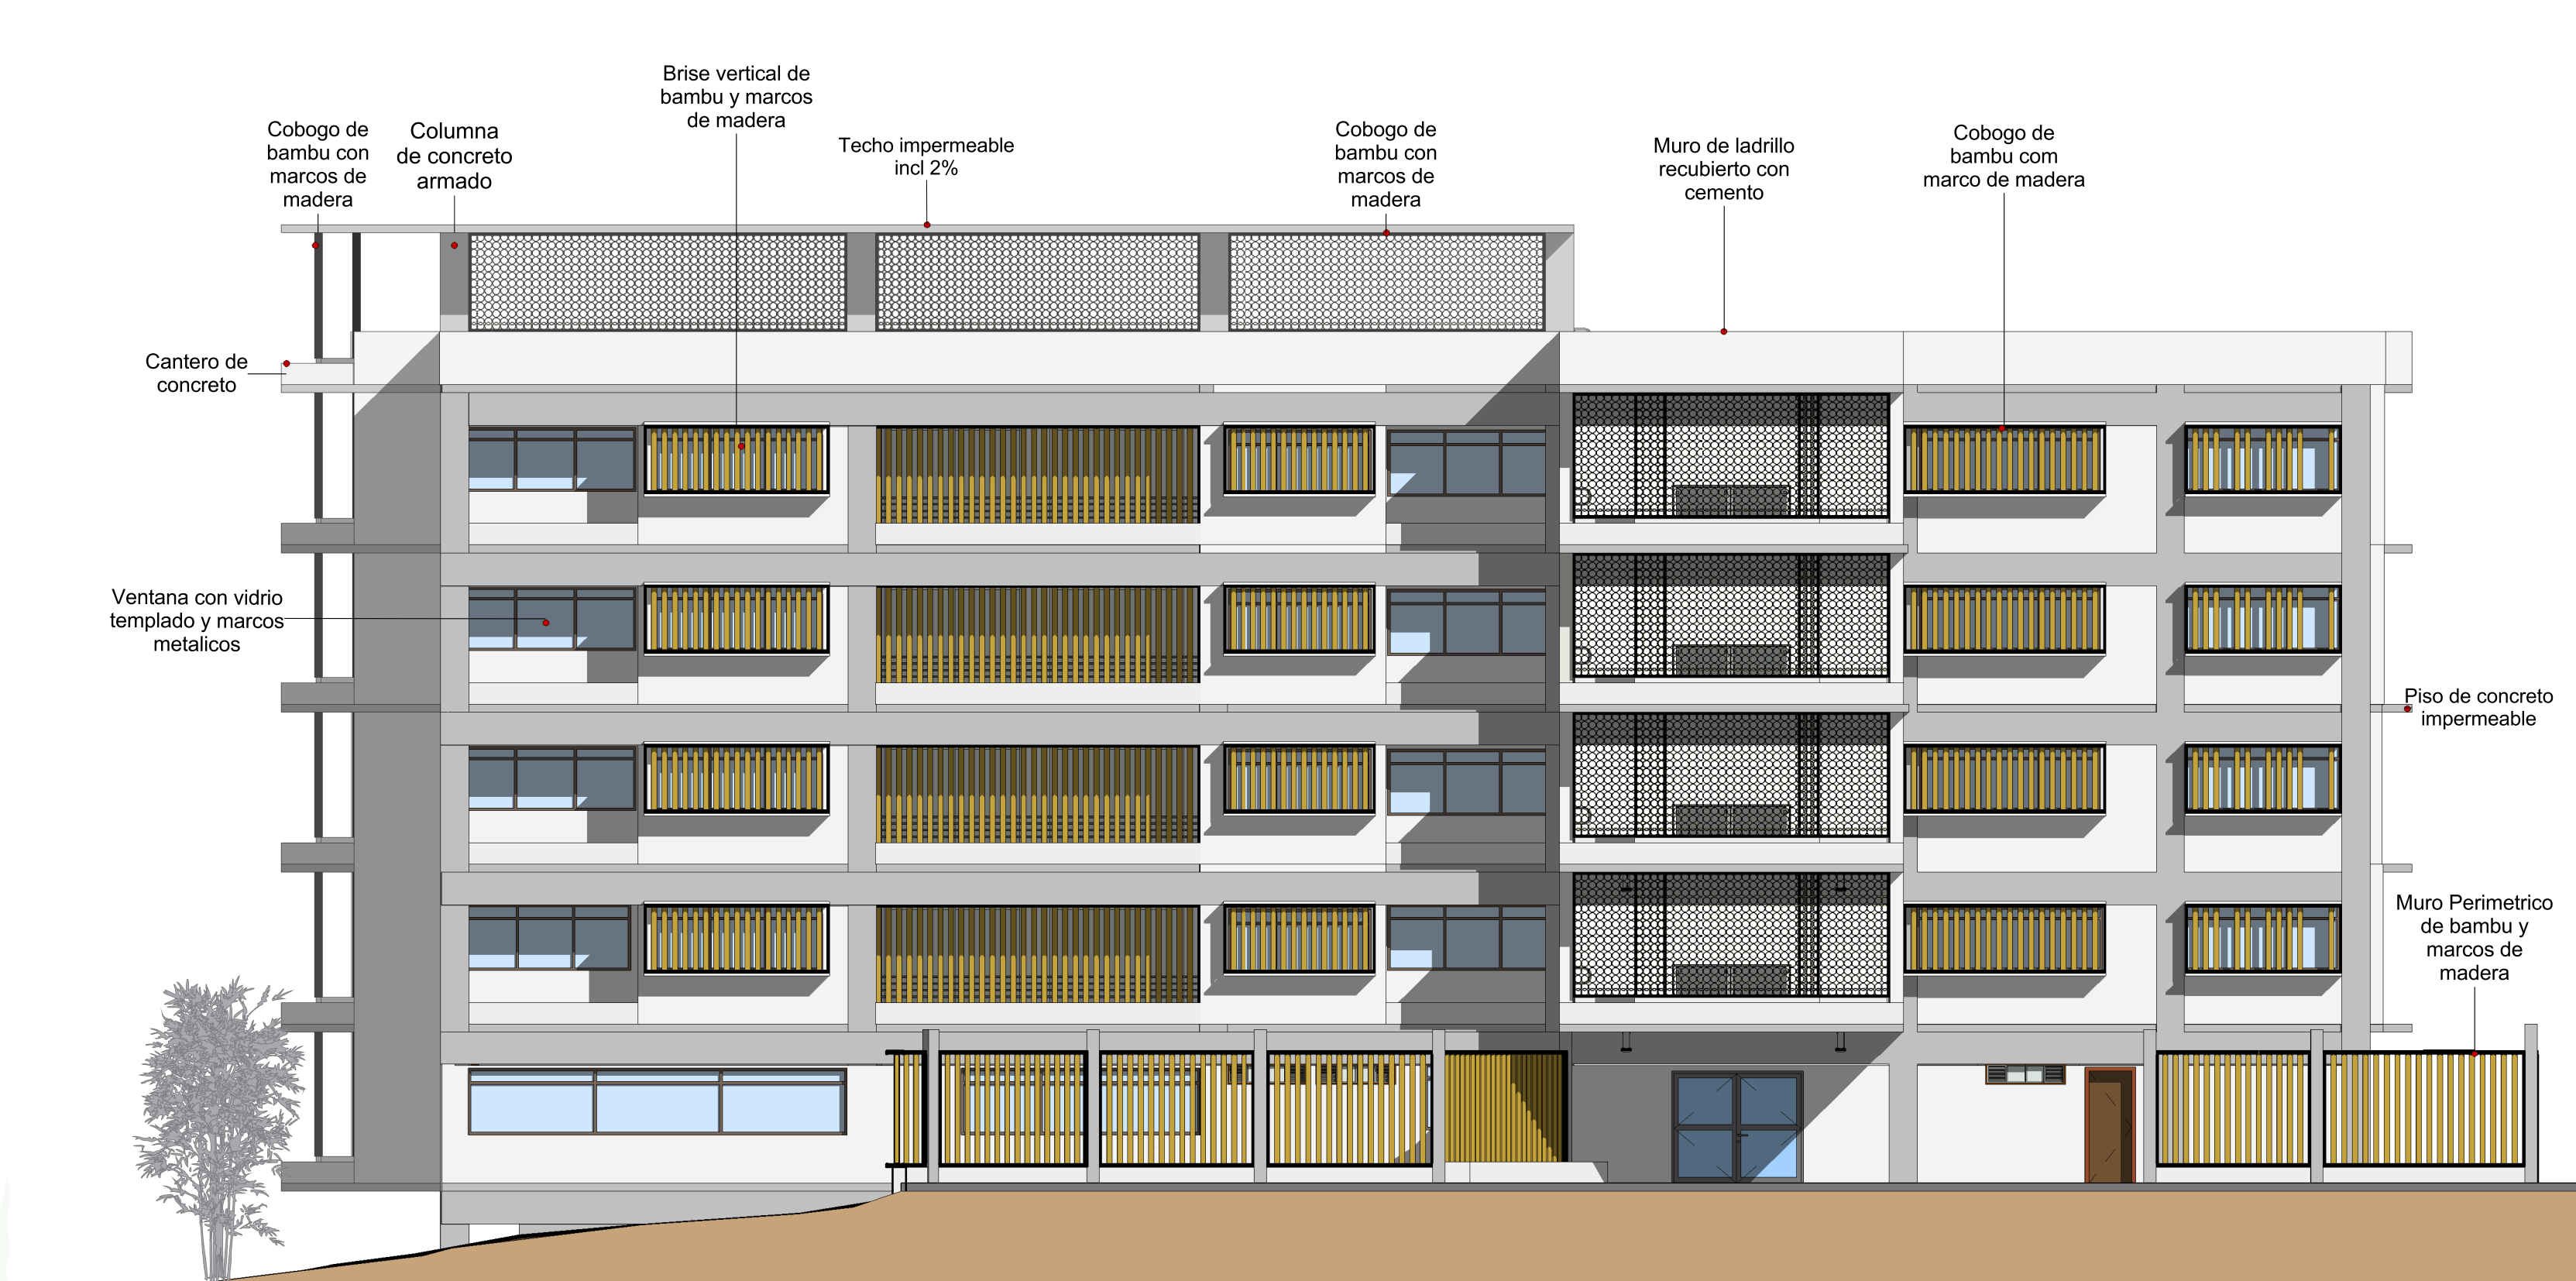 Cobogo de
bambu con
marcos de
madera
Columna
de concreto
armado
Brise vertical de
bambu y marcos
de madera
Techo impermeable
incl 2%
Cobogo de
bambu con
marcos de
madera
Muro de ladrillo
recubierto con
cemento
Cobogo de
bambu com
marco de madera
Cantero de
concreto
Ventana con vidrio
templado y marcos
metalicos
Piso de concreto
impermeable
Muro Perimetrico
de bambu y
marcos de
madera